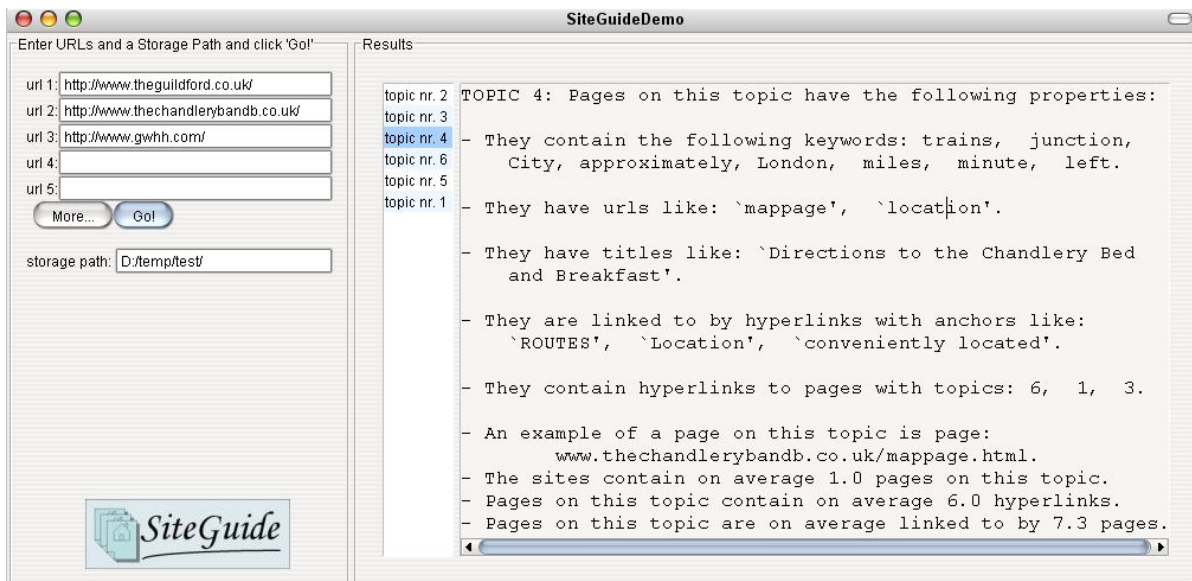 SiteGuideDemo
Enter URLs and a Storage Path and click 'Go!'
url 1: http://www.theguildford.co.uk/
url 2: http://www.thechandlerybandb.co.uk/
url 3: http://www.gwhh.com/
url 4:
url 5:
More... Go!
storage path: D:/temp/test/
SiteGuide
Results
topic nr. 2
topic nr. 3
topic nr. 4
topic nr. 6
topic nr. 5
topic nr. 1
TOPIC 4: Pages on this topic have the following properties:
- They contain the following keywords: trains, junction,
City, approximately, London, miles, minute, left.
- They have urls like: `mappage', `location'.
- They have titles like: `Directions to the Chandlery Bed
and Breakfast'.
- They are linked to by hyperlinks with anchors like:
`ROUTES', `Location', `conveniently located'.
- They contain hyperlinks to pages with topics: 6, 1, 3.
- An example of a page on this topic is page:
www.thechandlerybandb.co.uk/mappage.html.
- The sites contain on average 1.0 pages on this topic.
- Pages on this topic contain on average 6.0 hyperlinks.
- Pages on this topic are on average linked to by 7.3 pages.